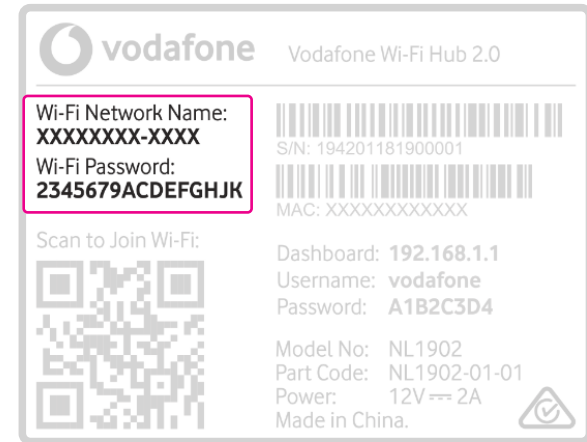 vodafone
Vodafone Wi-Fi Hub 2.0
Wi-Fi Network Name:
XXXXXXXX-XXXX
Wi-Fi Password:
2345679ACDEFGHJK
Scan to Join Wi-Fi:
S/N: 194201181900001
MAC: XXXXXXXXXXXX
Dashboard: 192.168.1.1
Username: vodafone
Password: A1B2C3D4
Model No: NL1902
Part Code: NL1902-01-01
Power: 12V ⎓ 2A
Made in China.